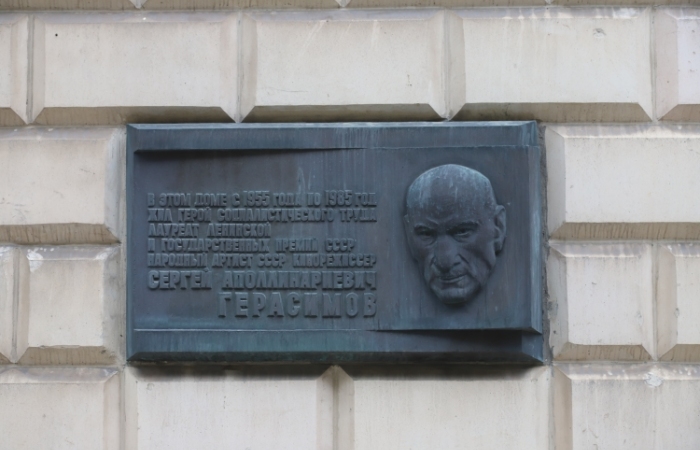 В ЭТОМ ДОМЕ С 1955 ГОДА ПО 1985 ГОД
ЖИЛ ГЕРОЙ СОЦИАЛИСТИЧЕСКОГО ТРУДА
ЛАУРЕАТ ЛЕНИНСКОЙ
И ГОСУДАРСТВЕННЫХ ПРЕМИЙ СССР
НАРОДНЫЙ АРТИСТ СССР КИНОРЕЖИССЕР
СЕРГЕЙ АПОЛЛИНАРИЕВИЧ
ГЕРАСИМОВ